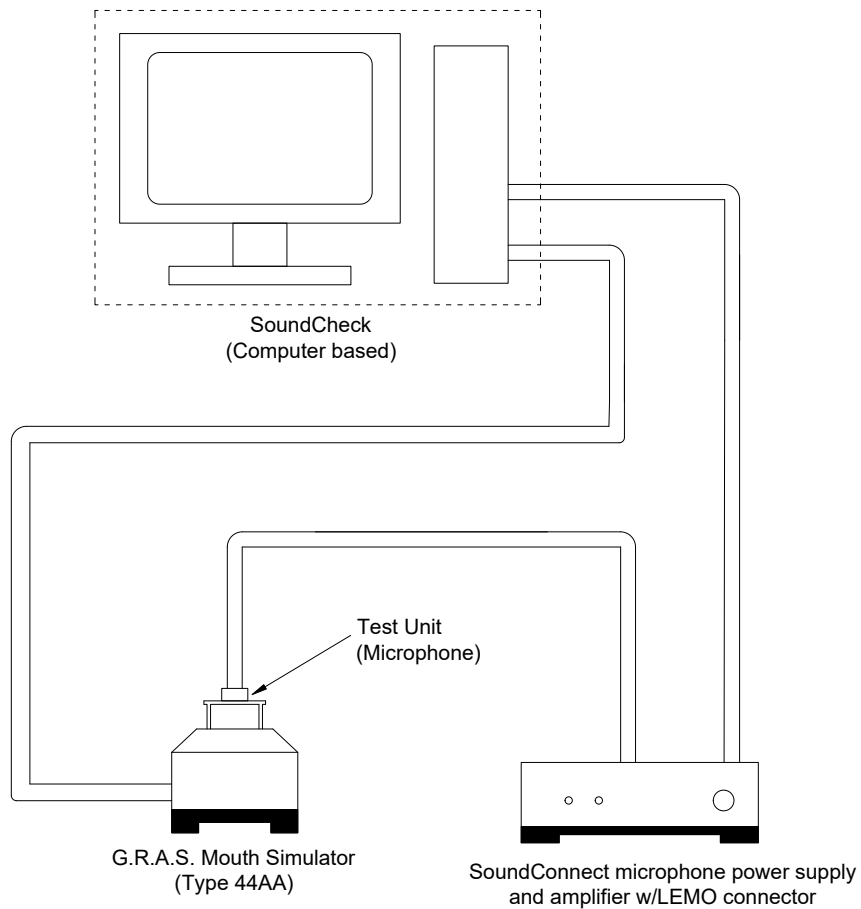 SoundCheck
(Computer based)
Test Unit
(Microphone)
G.R.A.S. Mouth Simulator
(Type 44AA)
SoundConnect microphone power supply
and amplifier w/LEMO connector